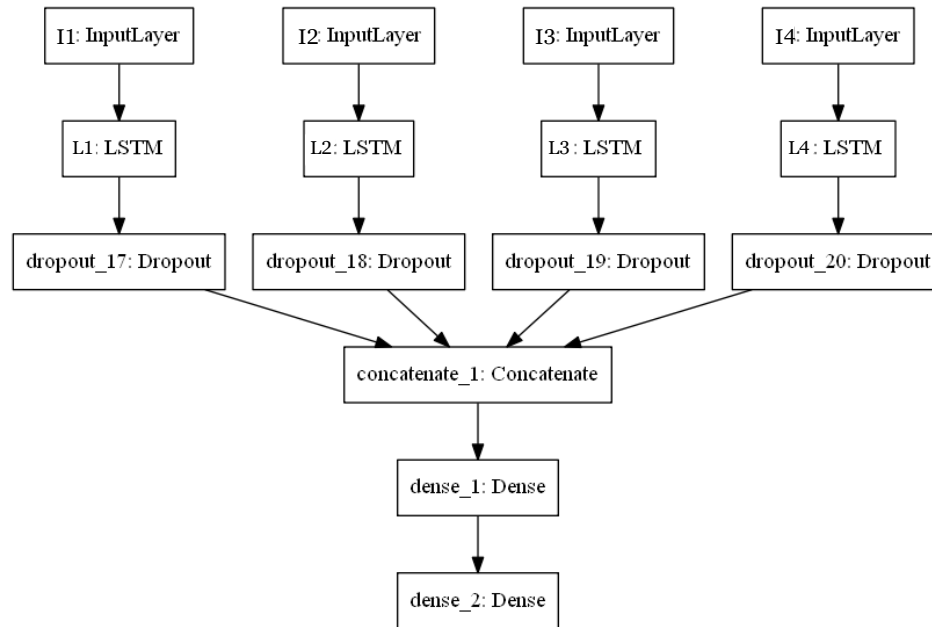 I1: InputLayer
I2: InputLayer
I3: InputLayer
I4: InputLayer
L1: LSTM
L2: LSTM
L3 : LSTM
L4 : LSTM
dropout_17: Dropout
dropout_18: Dropout
dropout_19: Dropout
dropout_20: Dropout
concatenate_1: Concatenate
dense_1: Dense
dense_2: Dense